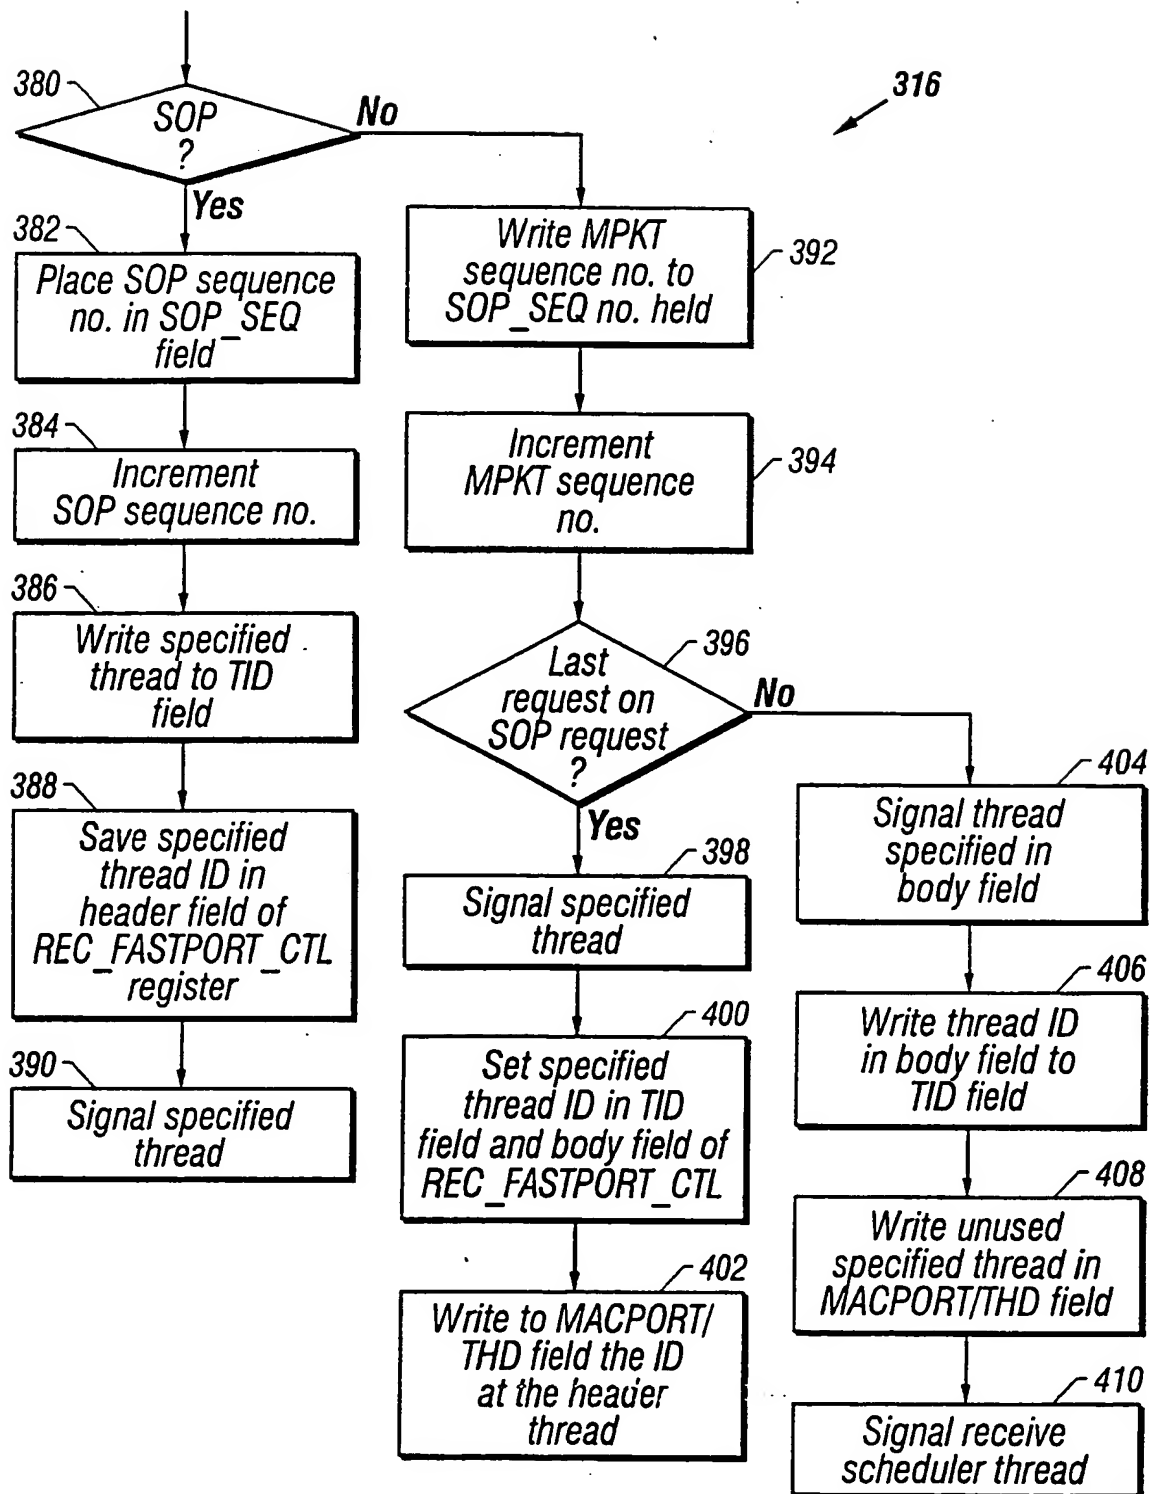 316
380
SOP
?
No
Yes
382
Place SOP sequence
no. in SOP_SEQ
field
384
Increment
SOP sequence no.
386
Write specified
thread to TID
field
388
Save specified
thread ID in
header field of
REC_FASTPORT_CTL
register
390
Signal specified
thread
392
Write MPKT
sequence no. to
SOP_SEQ no. held
394
Increment
MPKT sequence
no.
396
Last
request on
SOP request
?
No
Yes
398
Signal specified
thread
400
Set specified
thread ID in TID
field and body field of
REC_FASTPORT_CTL
402
Write to MACPORT/
THD field the ID
at the header
thread
404
Signal thread
specified in
body field
406
Write thread ID
in body field to
TID field
408
Write unused
specified thread in
MACPORT/THD field
410
Signal receive
scheduler thread